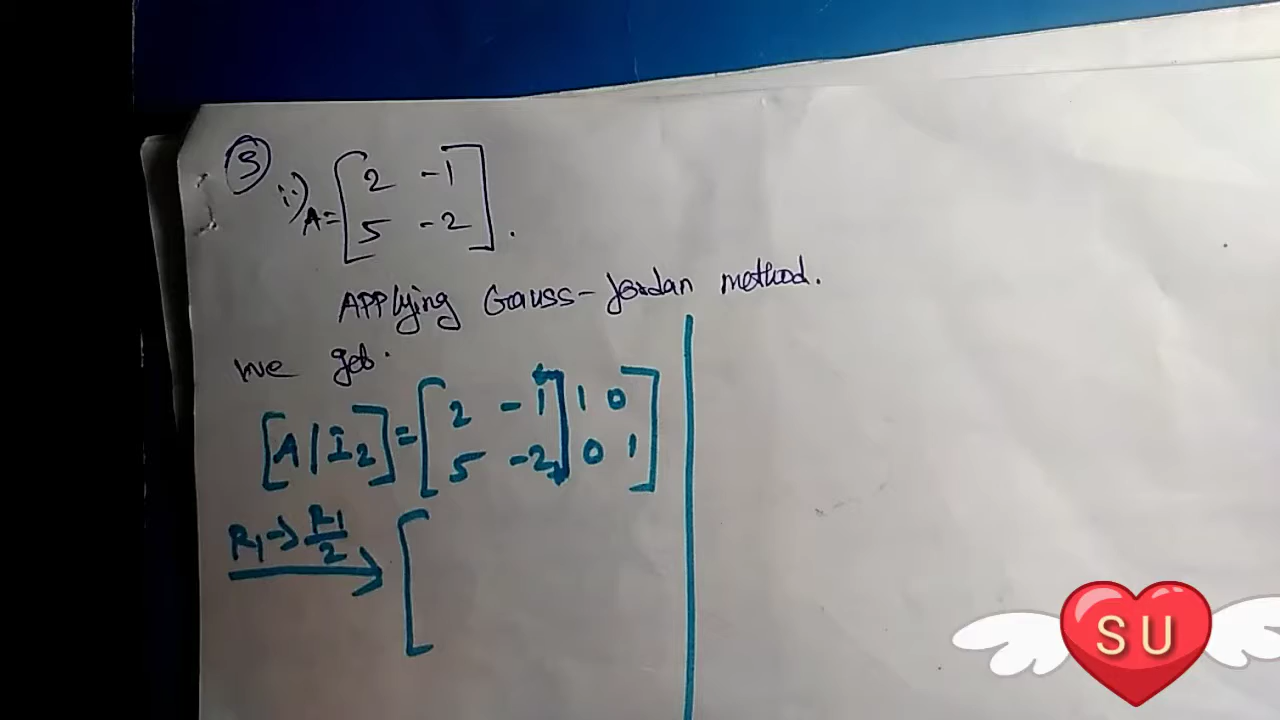 3 i) A = [ 2 -1
5 -2 ].
Applying Gauss-Jordan method.
we get.
[A | I2] = [ 2 -1 | 1 0
5 -2 | 0 1 ]
R1 → R1/2 [
SU